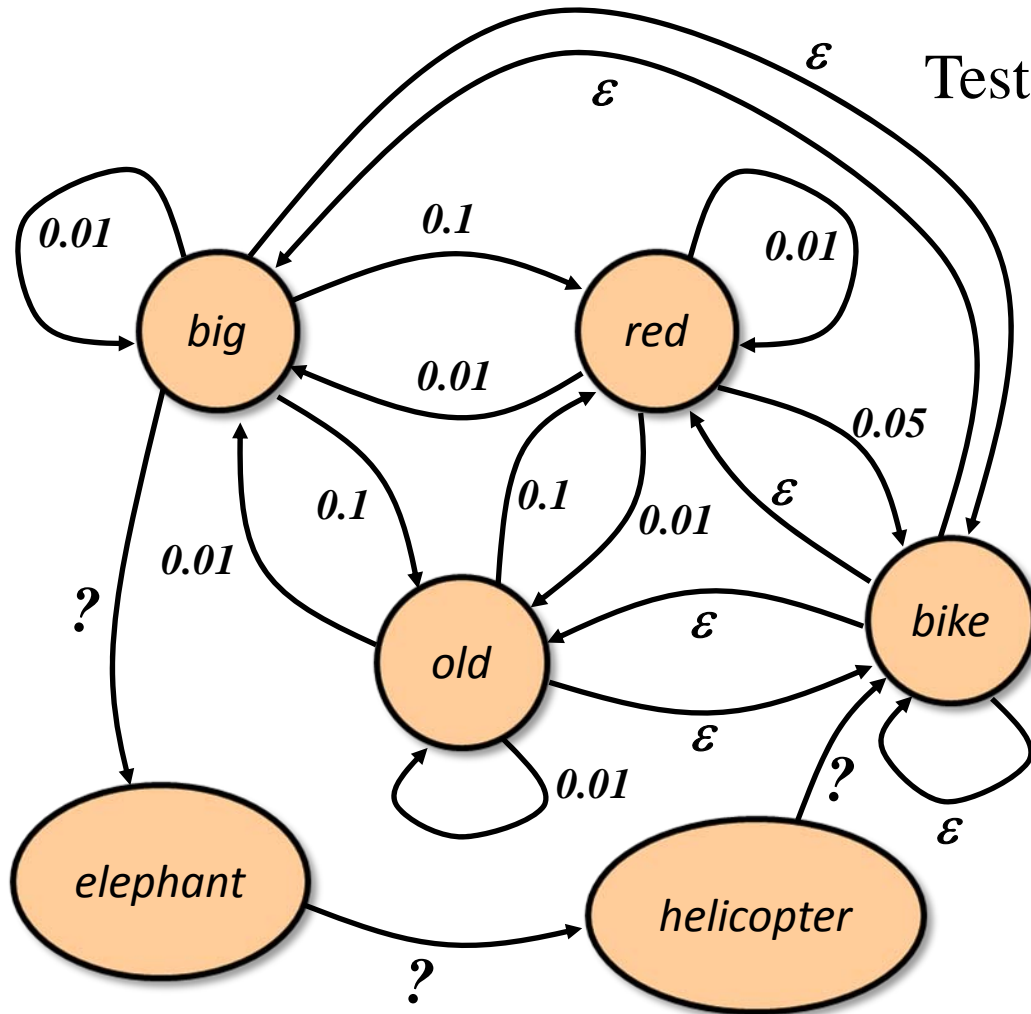 ε
Test
ε
0.01
0.1
0.01
big
red
0.01
0.05
ε
0.1
0.1
0.01
0.01
?
ε
bike
old
ε
0.01
?
ε
elephant
helicopter
?